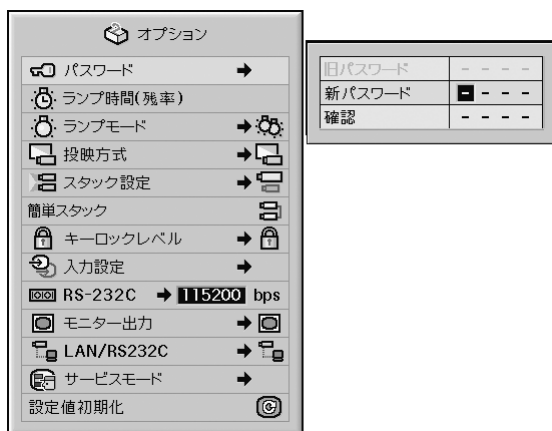 オプション
パスワード
ランプ時間(残率)
ランプモード
投映方式
スタック設定
簡単スタック
キーロックレベル
入力設定
RS-232C → 115200 bps
モニター出力
LAN/RS232C
サービスモード
設定値初期化
旧パスワード - - - -
新パスワード - - - -
確認 - - - -